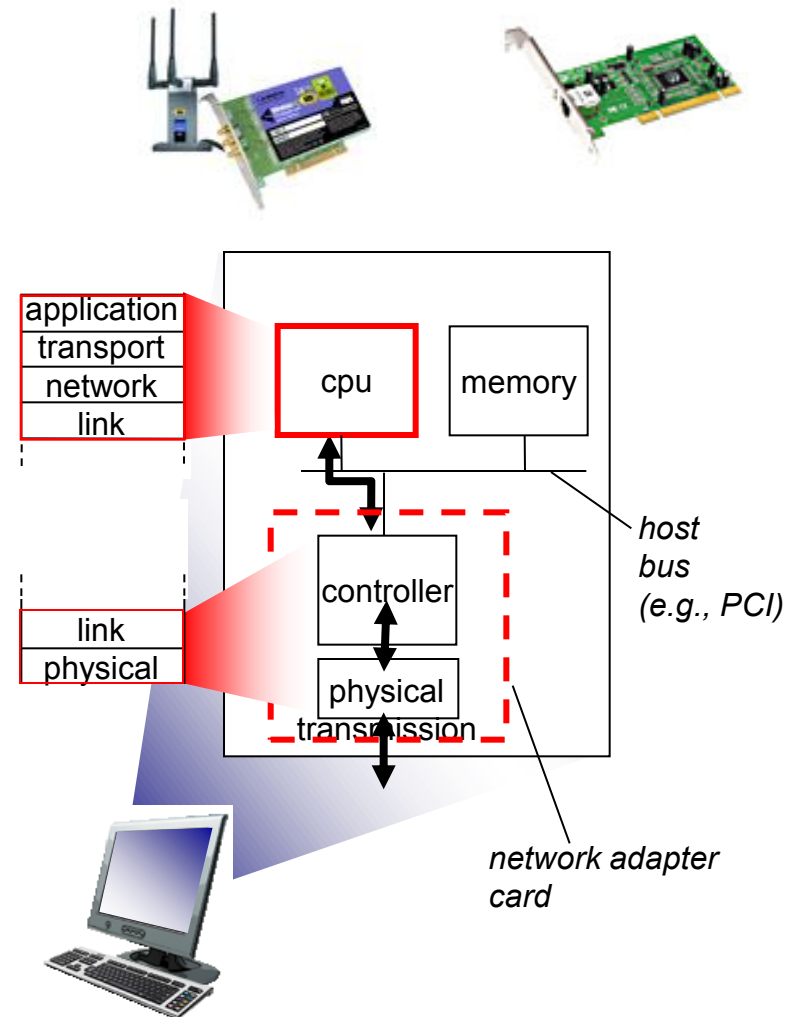 application
transport
network
link
cpu
memory
host
bus
(e.g., PCI)
controller
link
physical
physical
transmission
network adapter
card